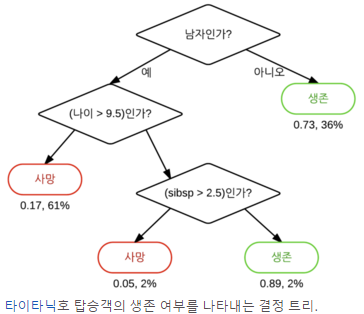 남자인가?
예
아니오
(나이 > 9.5)인가?
생존
0.73, 36%
사망
0.17, 61%
(sibsp > 2.5)인가?
사망
생존
0.05, 2%
0.89, 2%
타이타닉호 탑승객의 생존 여부를 나타내는 결정 트리.